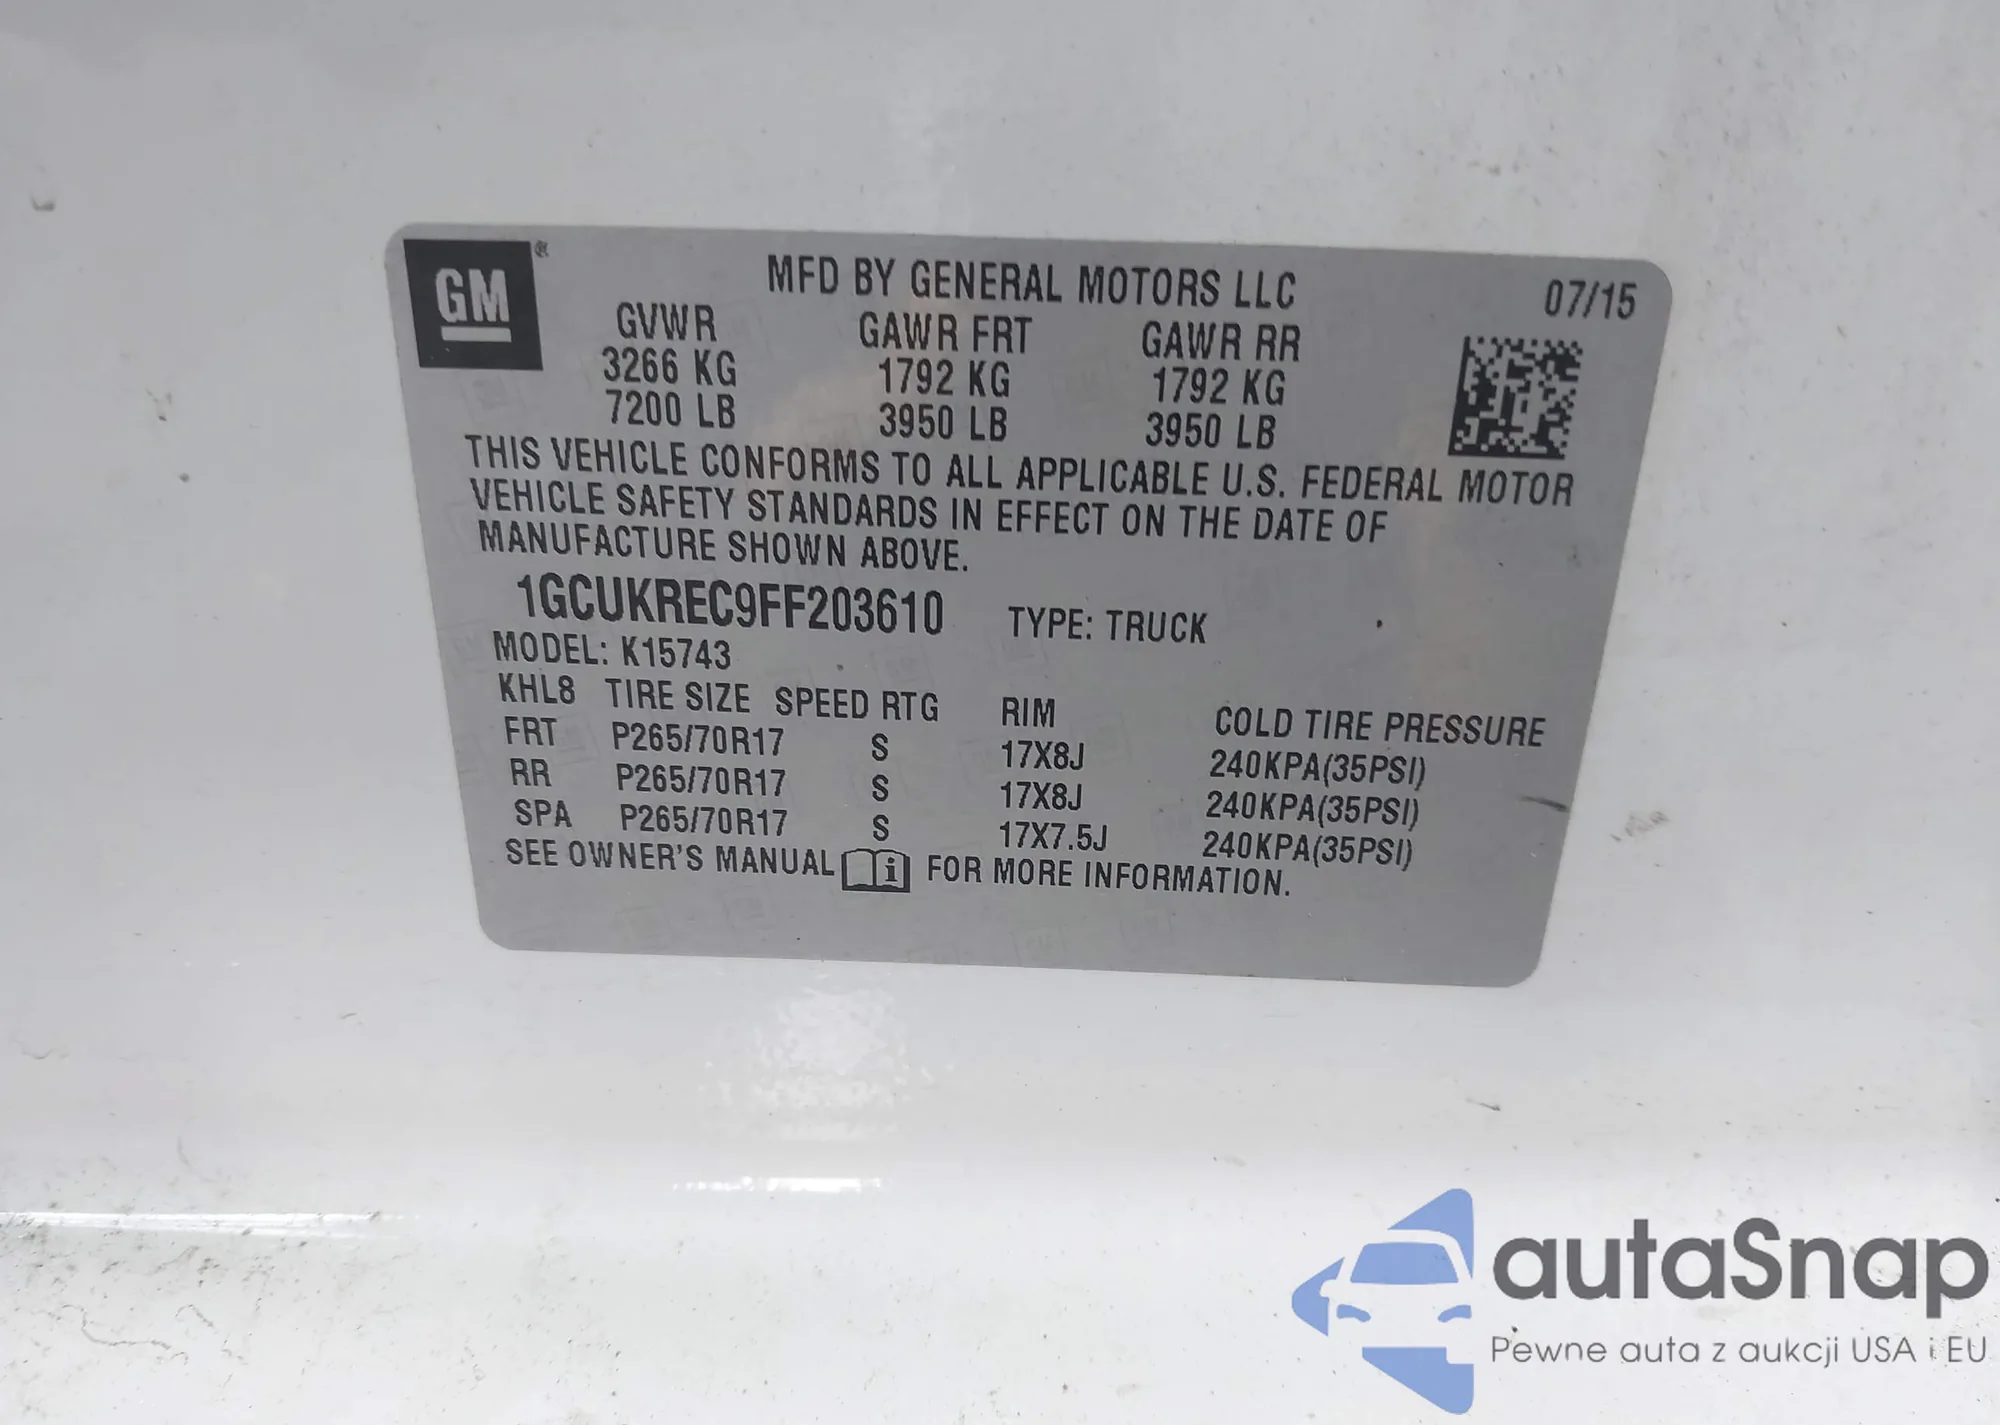 GM®
MFD BY GENERAL MOTORS LLC 07/15
GVWR GAWR FRT GAWR RR
3266 KG 1792 KG 1792 KG
7200 LB 3950 LB 3950 LB
THIS VEHICLE CONFORMS TO ALL APPLICABLE U.S. FEDERAL MOTOR
VEHICLE SAFETY STANDARDS IN EFFECT ON THE DATE OF
MANUFACTURE SHOWN ABOVE.
1GCUKREC9FF203610 TYPE: TRUCK
MODEL: K15743
KHL8 TIRE SIZE SPEED RTG RIM COLD TIRE PRESSURE
FRT P265/70R17 S 17X8J 240KPA(35PSI)
RR P265/70R17 S 17X8J 240KPA(35PSI)
SPA P265/70R17 S 17X7.5J 240KPA(35PSI)
SEE OWNER'S MANUAL i FOR MORE INFORMATION.
autaSnap
Pewne auta z aukcji USA i EU